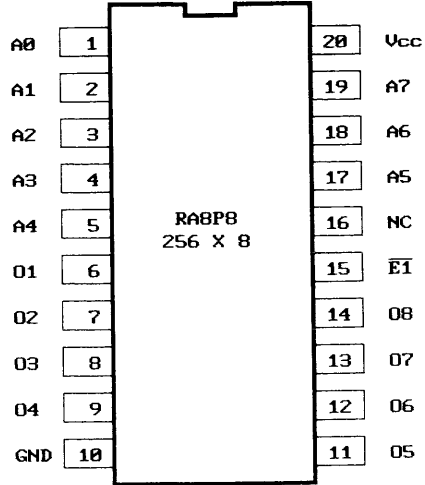 A0 1 20 Vcc
A1 2 19 A7
A2 3 18 A6
A3 4 17 A5
A4 5 16 NC
RA8P8
256 X 8
O1 6 15 E̅1̅
O2 7 14 O8
O3 8 13 O7
O4 9 12 O6
GND 10 11 O5